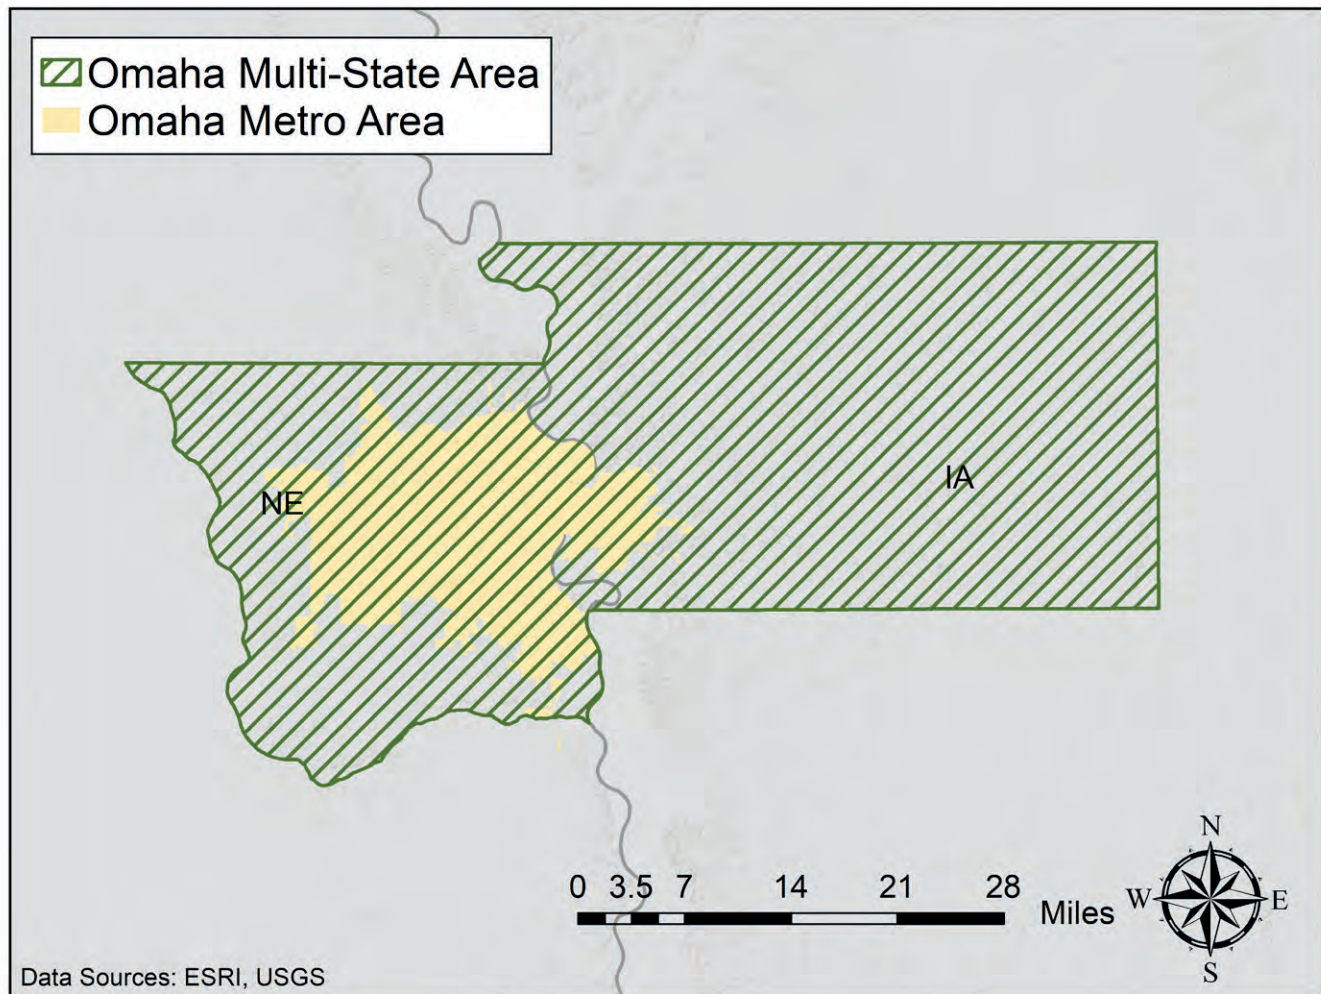 Omaha Multi-State Area
Omaha Metro Area
NE
IA
0 3.5 7 14 21 28
Miles
N
W E
S
Data Sources: ESRI, USGS